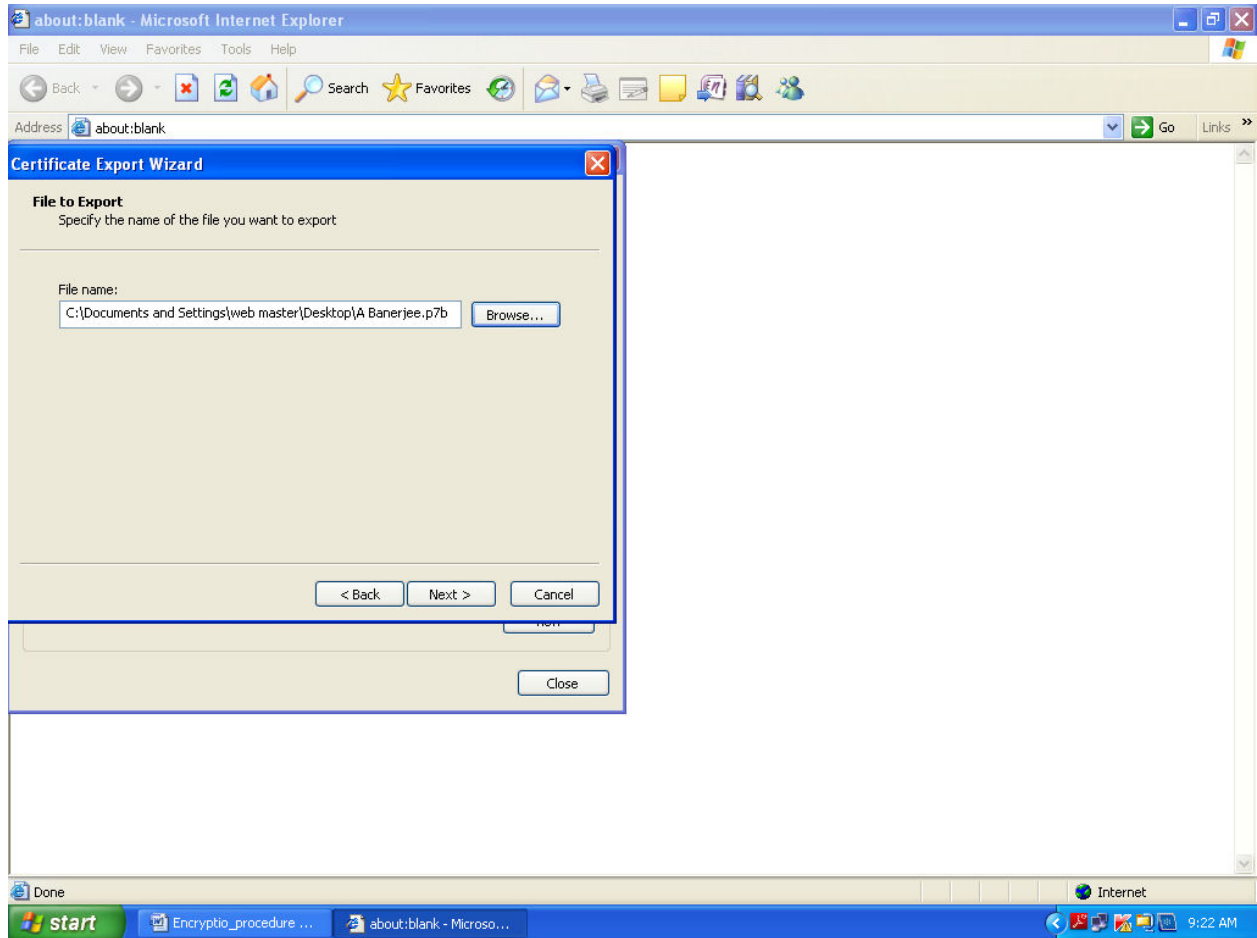 about:blank - Microsoft Internet Explorer
File Edit View Favorites Tools Help
Back Search Favorites
Address about:blank Go Links »
Certificate Export Wizard
File to Export
Specify the name of the file you want to export
File name:
C:\Documents and Settings\web master\Desktop\A Banerjee.p7b Browse...
< Back Next > Cancel
Close
Done Internet
start Encryptio_procedure ... about:blank - Microso... 9:22 AM